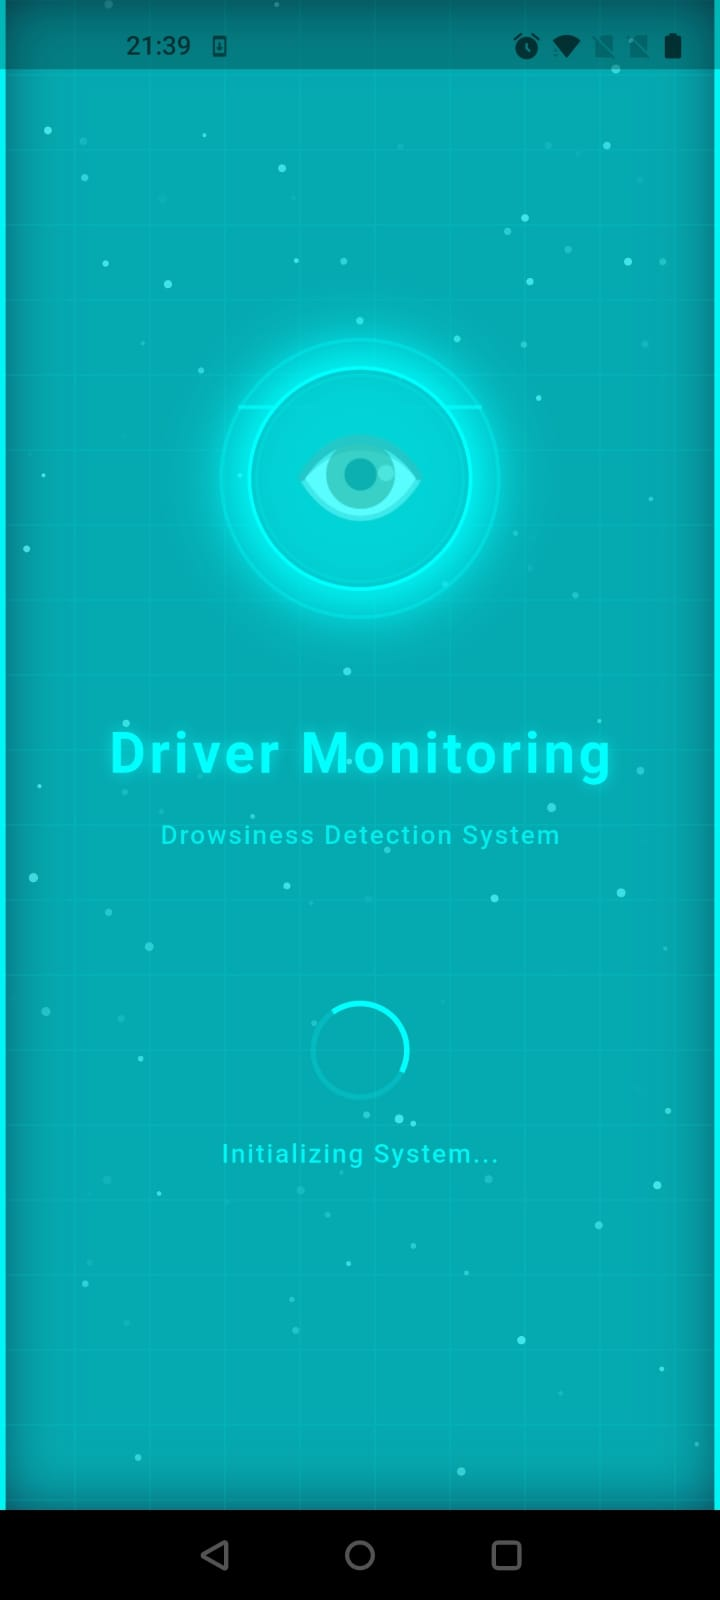 21:39
Driver Monitoring
Drowsiness Detection System
Initializing System...